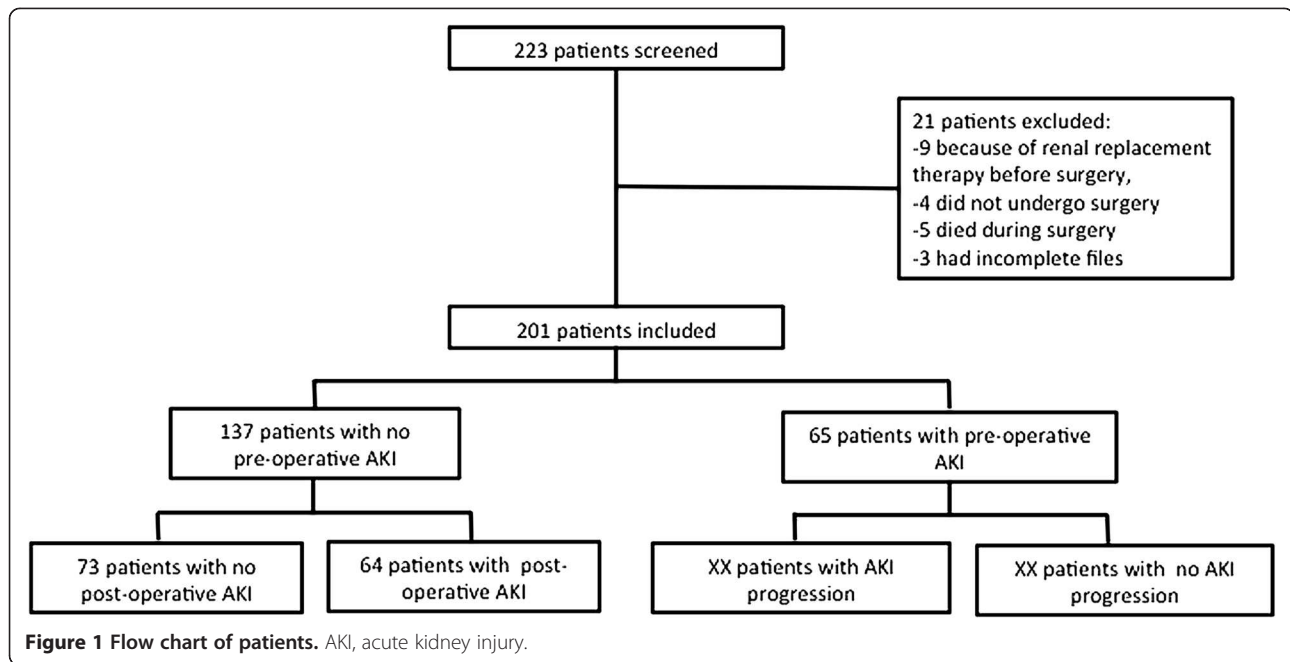 223 patients screened
21 patients excluded:
-9 because of renal replacement
therapy before surgery,
-4 did not undergo surgery
-5 died during surgery
-3 had incomplete files
201 patients included
137 patients with no
pre-operative AKI
65 patients with pre-operative
AKI
73 patients with no
post-operative AKI
64 patients with post-
operative AKI
XX patients with AKI
progression
XX patients with no AKI
progression
Figure 1 Flow chart of patients. AKI, acute kidney injury.